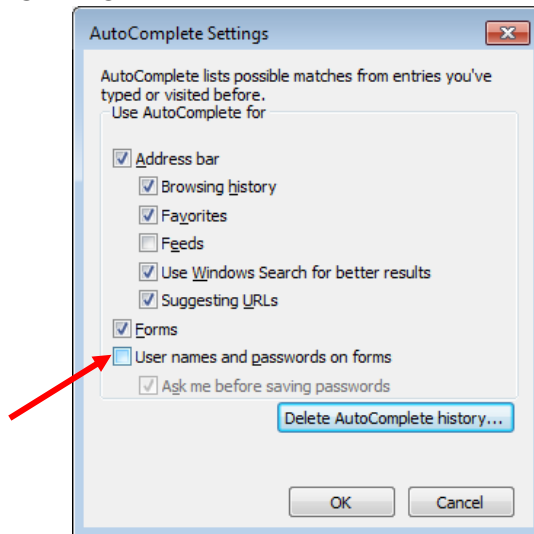 AutoComplete Settings
AutoComplete lists possible matches from entries you've
typed or visited before.
Use AutoComplete for
Address bar
Browsing history
Favorites
Feeds
Use Windows Search for better results
Suggesting URLs
Forms
User names and passwords on forms
Ask me before saving passwords
Delete AutoComplete history...
OK Cancel